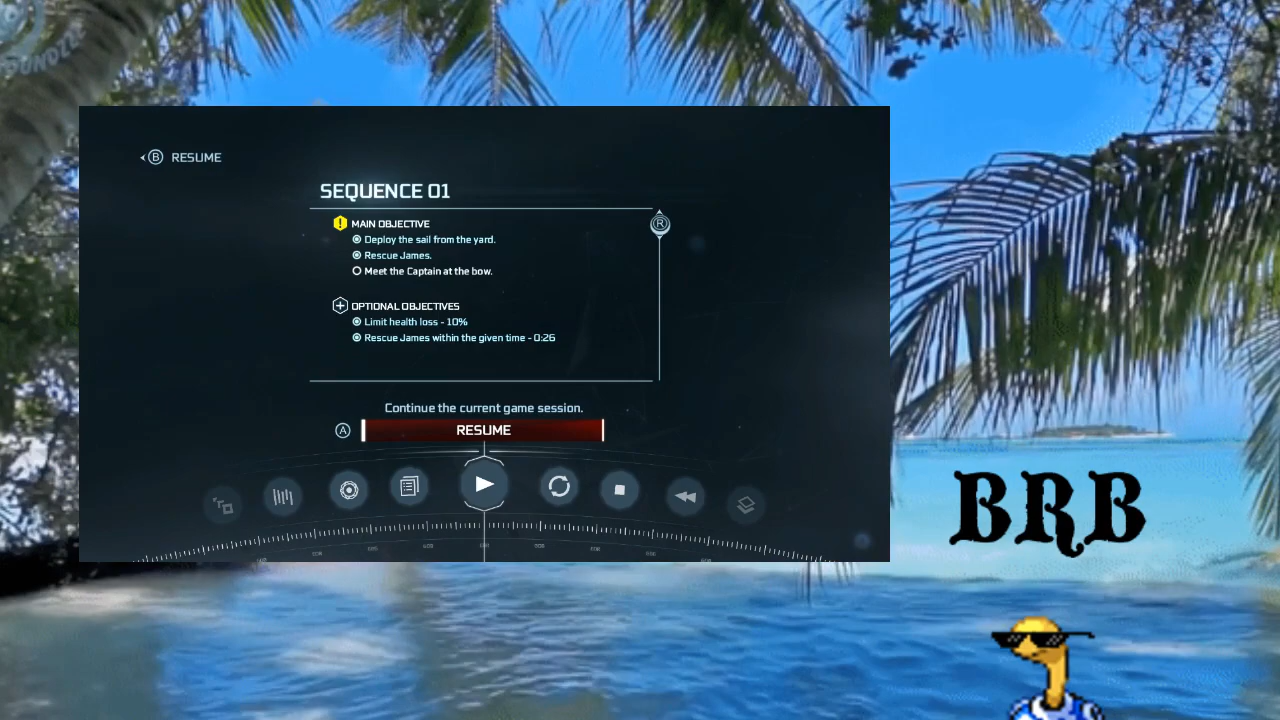 B RESUME
SEQUENCE 01
! MAIN OBJECTIVE
R
Deploy the sail from the yard.
Rescue James.
Meet the Captain at the bow.
OPTIONAL OBJECTIVES
Limit health loss - 10%
Rescue James within the given time - 0:26
Continue the current game session.
A RESUME
BRB